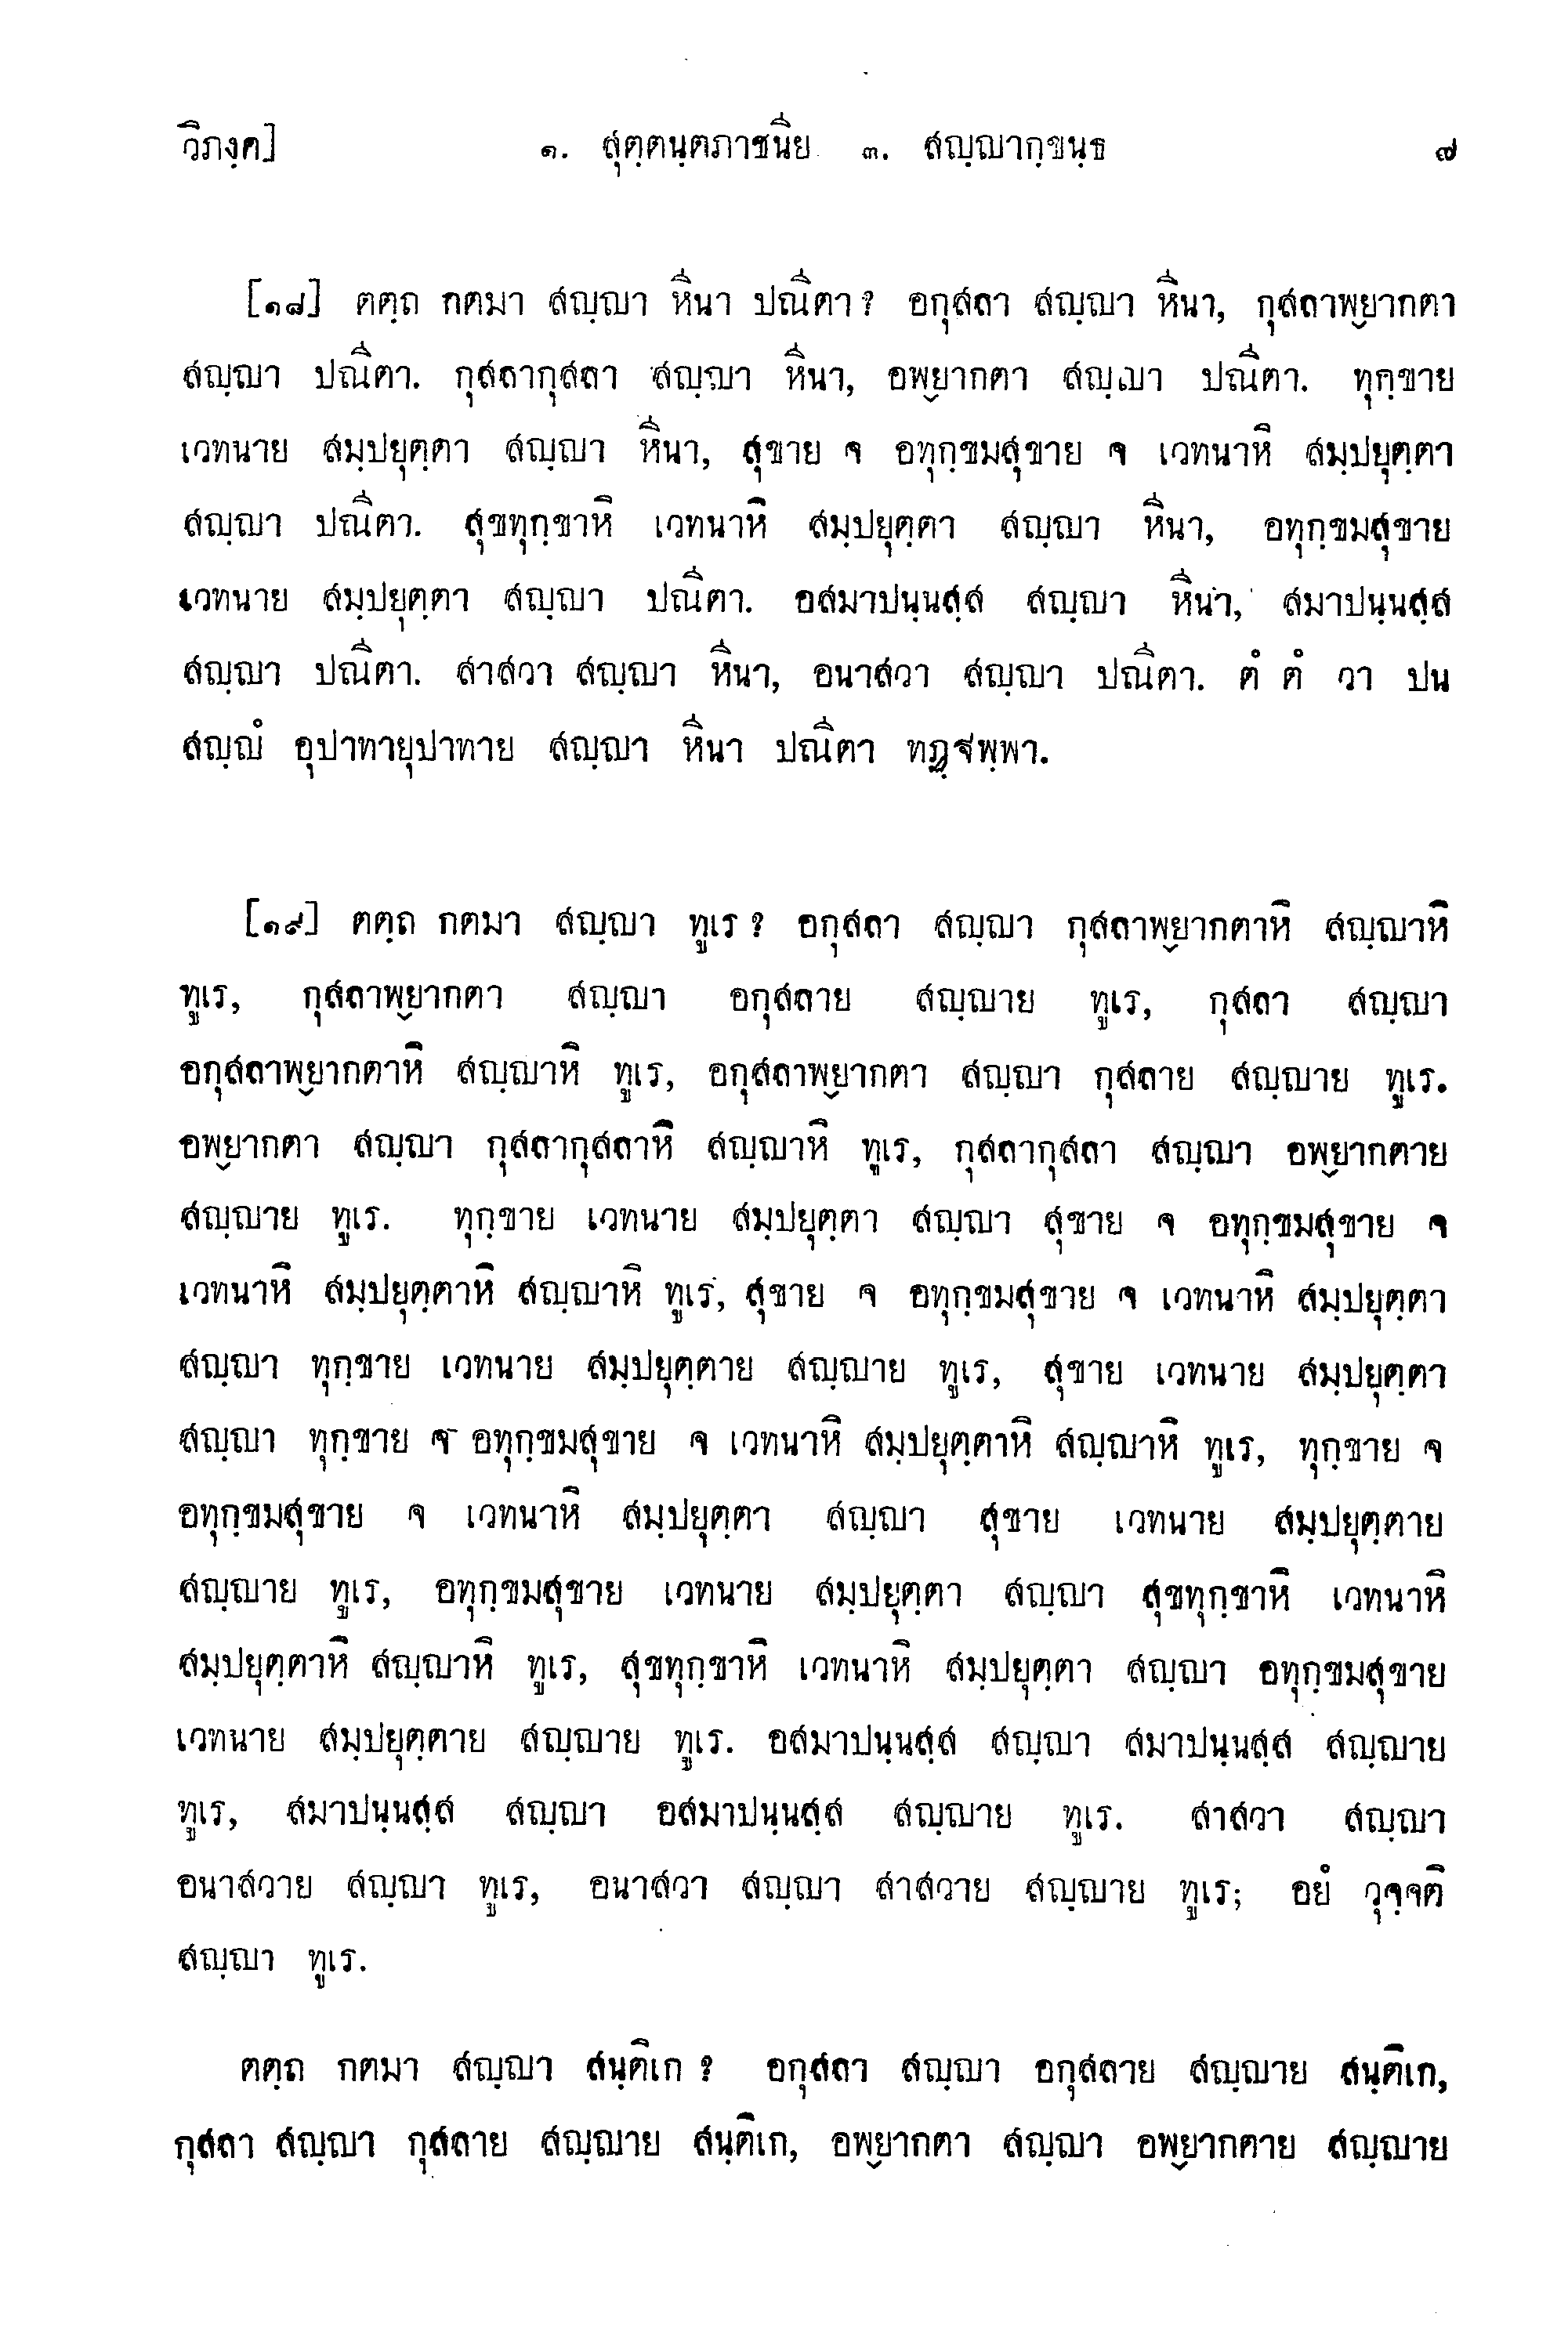 วิภงฺค] ๑. สุตฺตนฺตภาชนีย ๓. สญฺญากฺขนฺธ ๗
[๑๘] ตตฺถ กตมา สญฺญา หีนา ปณีตา? อกุสลา สญฺญา หีนา, กุสลาพฺยากตา
สญฺญา ปณีตา. กุสลากุสลา สญฺญา หีนา, อพฺยากตา สญฺญา ปณีตา. ทุกฺขาย
เวทนาย สมฺปยุตฺตา สญฺญา หีนา, สุขาย จ อทุกฺขมสุขาย จ เวทนาหิ สมฺปยุตฺตา
สญฺญา ปณีตา. สุขทุกฺขาหิ เวทนาหิ สมฺปยุตฺตา สญฺญา หีนา, อทุกฺขมสุขาย
เวทนาย สมฺปยุตฺตา สญฺญา ปณีตา. อสมาปนฺนสฺส สญฺญา หีนา, สมาปนฺนสฺส
สญฺญา ปณีตา. สาสวา สญฺญา หีนา, อนาสวา สญฺญา ปณีตา. ตํ ตํ วา ปน
สญฺญํ อุปาทายุปาทาย สญฺญา หีนา ปณีตา ทฏฺฐพฺพา.
[๑๙] ตตฺถ กตมา สญฺญา ทูเร? อกุสลา สญฺญา กุสลาพฺยากตาหิ สญฺญาหิ
ทูเร, กุสลาพฺยากตา สญฺญา อกุสลาย สญฺญาย ทูเร, กุสลา สญฺญา
อกุสลาพฺยากตาหิ สญฺญาหิ ทูเร, อกุสลาพฺยากตา สญฺญา กุสลาย สญฺญาย ทูเร.
อพฺยากตา สญฺญา กุสลากุสลาหิ สญฺญาหิ ทูเร, กุสลากุสลา สญฺญา อพฺยากตาย
สญฺญาย ทูเร. ทุกฺขาย เวทนาย สมฺปยุตฺตา สญฺญา สุขาย จ อทุกฺขมสุขาย จ
เวทนาหิ สมฺปยุตฺตาหิ สญฺญาหิ ทูเร, สุขาย จ อทุกฺขมสุขาย จ เวทนาหิ สมฺปยุตฺตา
สญฺญา ทุกฺขาย เวทนาย สมฺปยุตฺตาย สญฺญาย ทูเร, สุขาย เวทนาย สมฺปยุตฺตา
สญฺญา ทุกฺขาย จ อทุกฺขมสุขาย จ เวทนาหิ สมฺปยุตฺตาหิ สญฺญาหิ ทูเร, ทุกฺขาย จ
อทุกฺขมสุขาย จ เวทนาหิ สมฺปยุตฺตา สญฺญา สุขาย เวทนาย สมฺปยุตฺตาย
สญฺญาย ทูเร, อทุกฺขมสุขาย เวทนาย สมฺปยุตฺตา สญฺญา สุขทุกฺขาหิ เวทนาหิ
สมฺปยุตฺตาหิ สญฺญาหิ ทูเร, สุขทุกฺขาหิ เวทนาหิ สมฺปยุตฺตา สญฺญา อทุกฺขมสุขาย
เวทนาย สมฺปยุตฺตาย สญฺญาย ทูเร. อสมาปนฺนสฺส สญฺญา สมาปนฺนสฺส สญฺญาย
ทูเร, สมาปนฺนสฺส สญฺญา อสมาปนฺนสฺส สญฺญาย ทูเร. สาสวา สญฺญา
อนาสวาย สญฺญา ทูเร, อนาสวา สญฺญา สาสวาย สญฺญาย ทูเร; อยํ วุจฺจติ
สญฺญา ทูเร.
ตตฺถ กตมา สญฺญา สนฺติเก? อกุสลา สญฺญา อกุสลาย สญฺญาย สนฺติเก,
กุสลา สญฺญา กุสลาย สญฺญาย สนฺติเก, อพฺยากตา สญฺญา อพฺยากตาย สญฺญาย